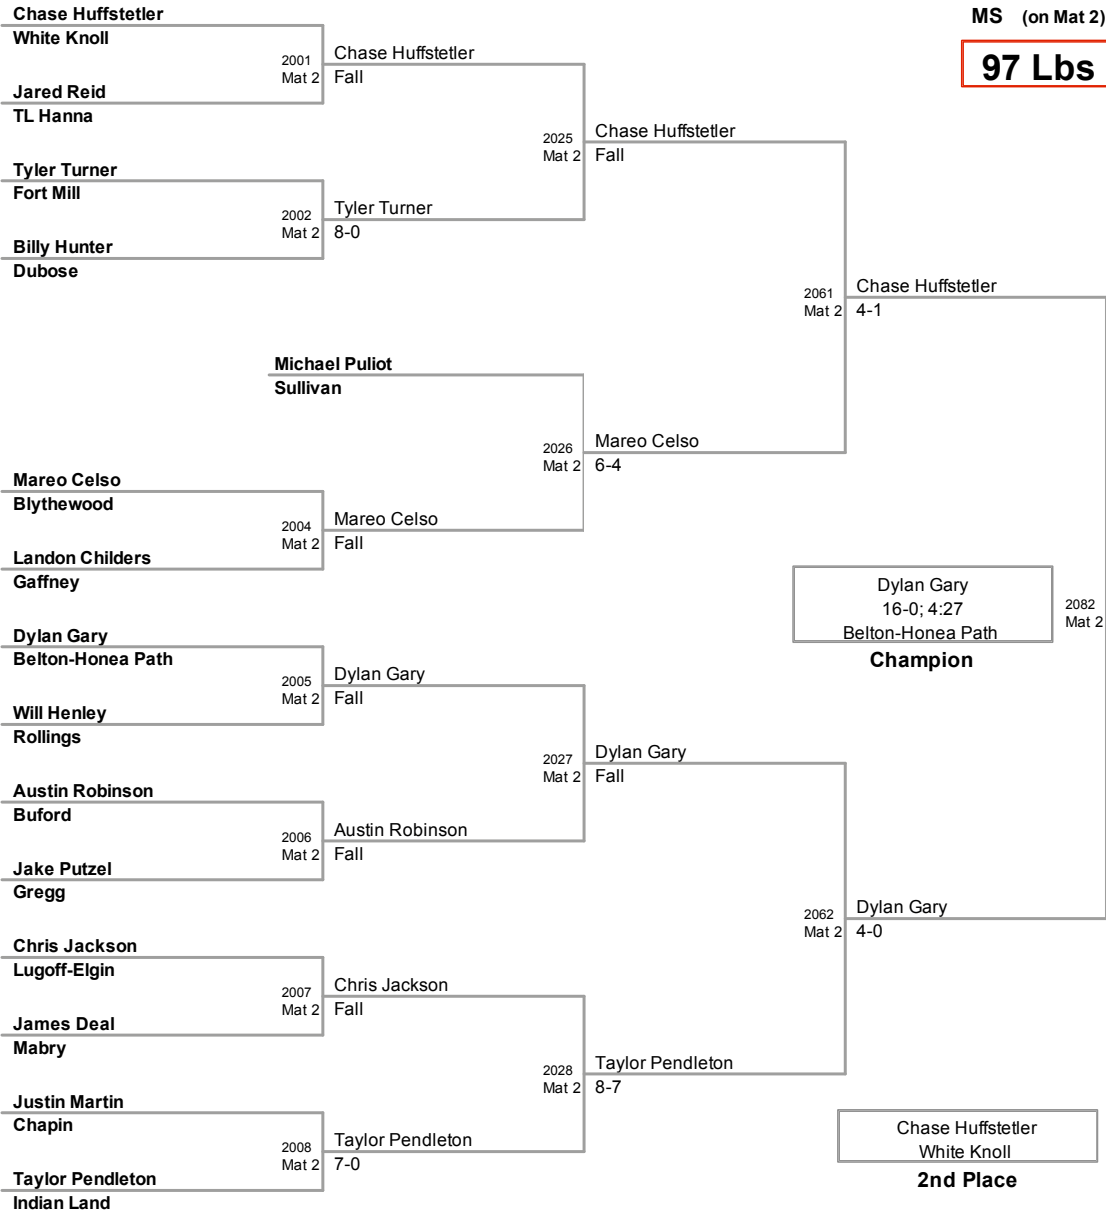 Chase Huffstetler
White Knoll
MS (on Mat 2)
97 Lbs
2001
Mat 2
Chase Huffstetler
Fall
Jared Reid
TL Hanna
2025
Mat 2
Chase Huffstetler
Fall
Tyler Turner
Fort Mill
2002
Mat 2
Tyler Turner
8-0
Billy Hunter
Dubose
2061
Mat 2
Chase Huffstetler
4-1
Michael Puliot
Sullivan
2026
Mat 2
Mareo Celso
6-4
Mareo Celso
Blythewood
2004
Mat 2
Mareo Celso
Fall
Landon Childers
Gaffney
Dylan Gary
16-0; 4:27
Belton-Honea Path
Champion
2082
Mat 2
Dylan Gary
Belton-Honea Path
2005
Mat 2
Dylan Gary
Fall
Will Henley
Rollings
2027
Mat 2
Dylan Gary
Fall
Austin Robinson
Buford
2006
Mat 2
Austin Robinson
Fall
Jake Putzel
Gregg
2062
Mat 2
Dylan Gary
4-0
Chris Jackson
Lugoff-Elgin
2007
Mat 2
Chris Jackson
Fall
James Deal
Mabry
2028
Mat 2
Taylor Pendleton
8-7
Justin Martin
Chapin
2008
Mat 2
Taylor Pendleton
7-0
Taylor Pendleton
Indian Land
Chase Huffstetler
White Knoll
2nd Place